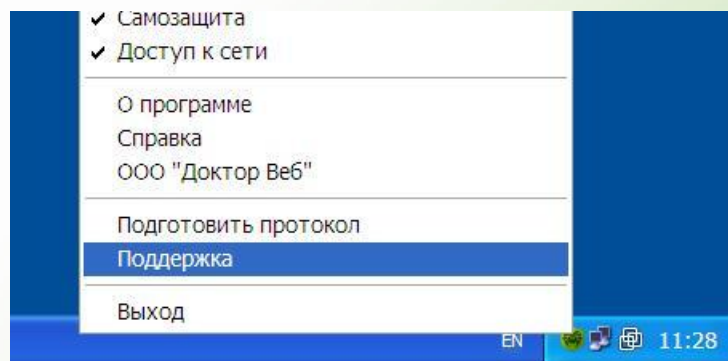 Самозащита
Доступ к сети
О программе
Справка
ООО "Доктор Веб"
Подготовить протокол
Поддержка
Выход
EN
11:28